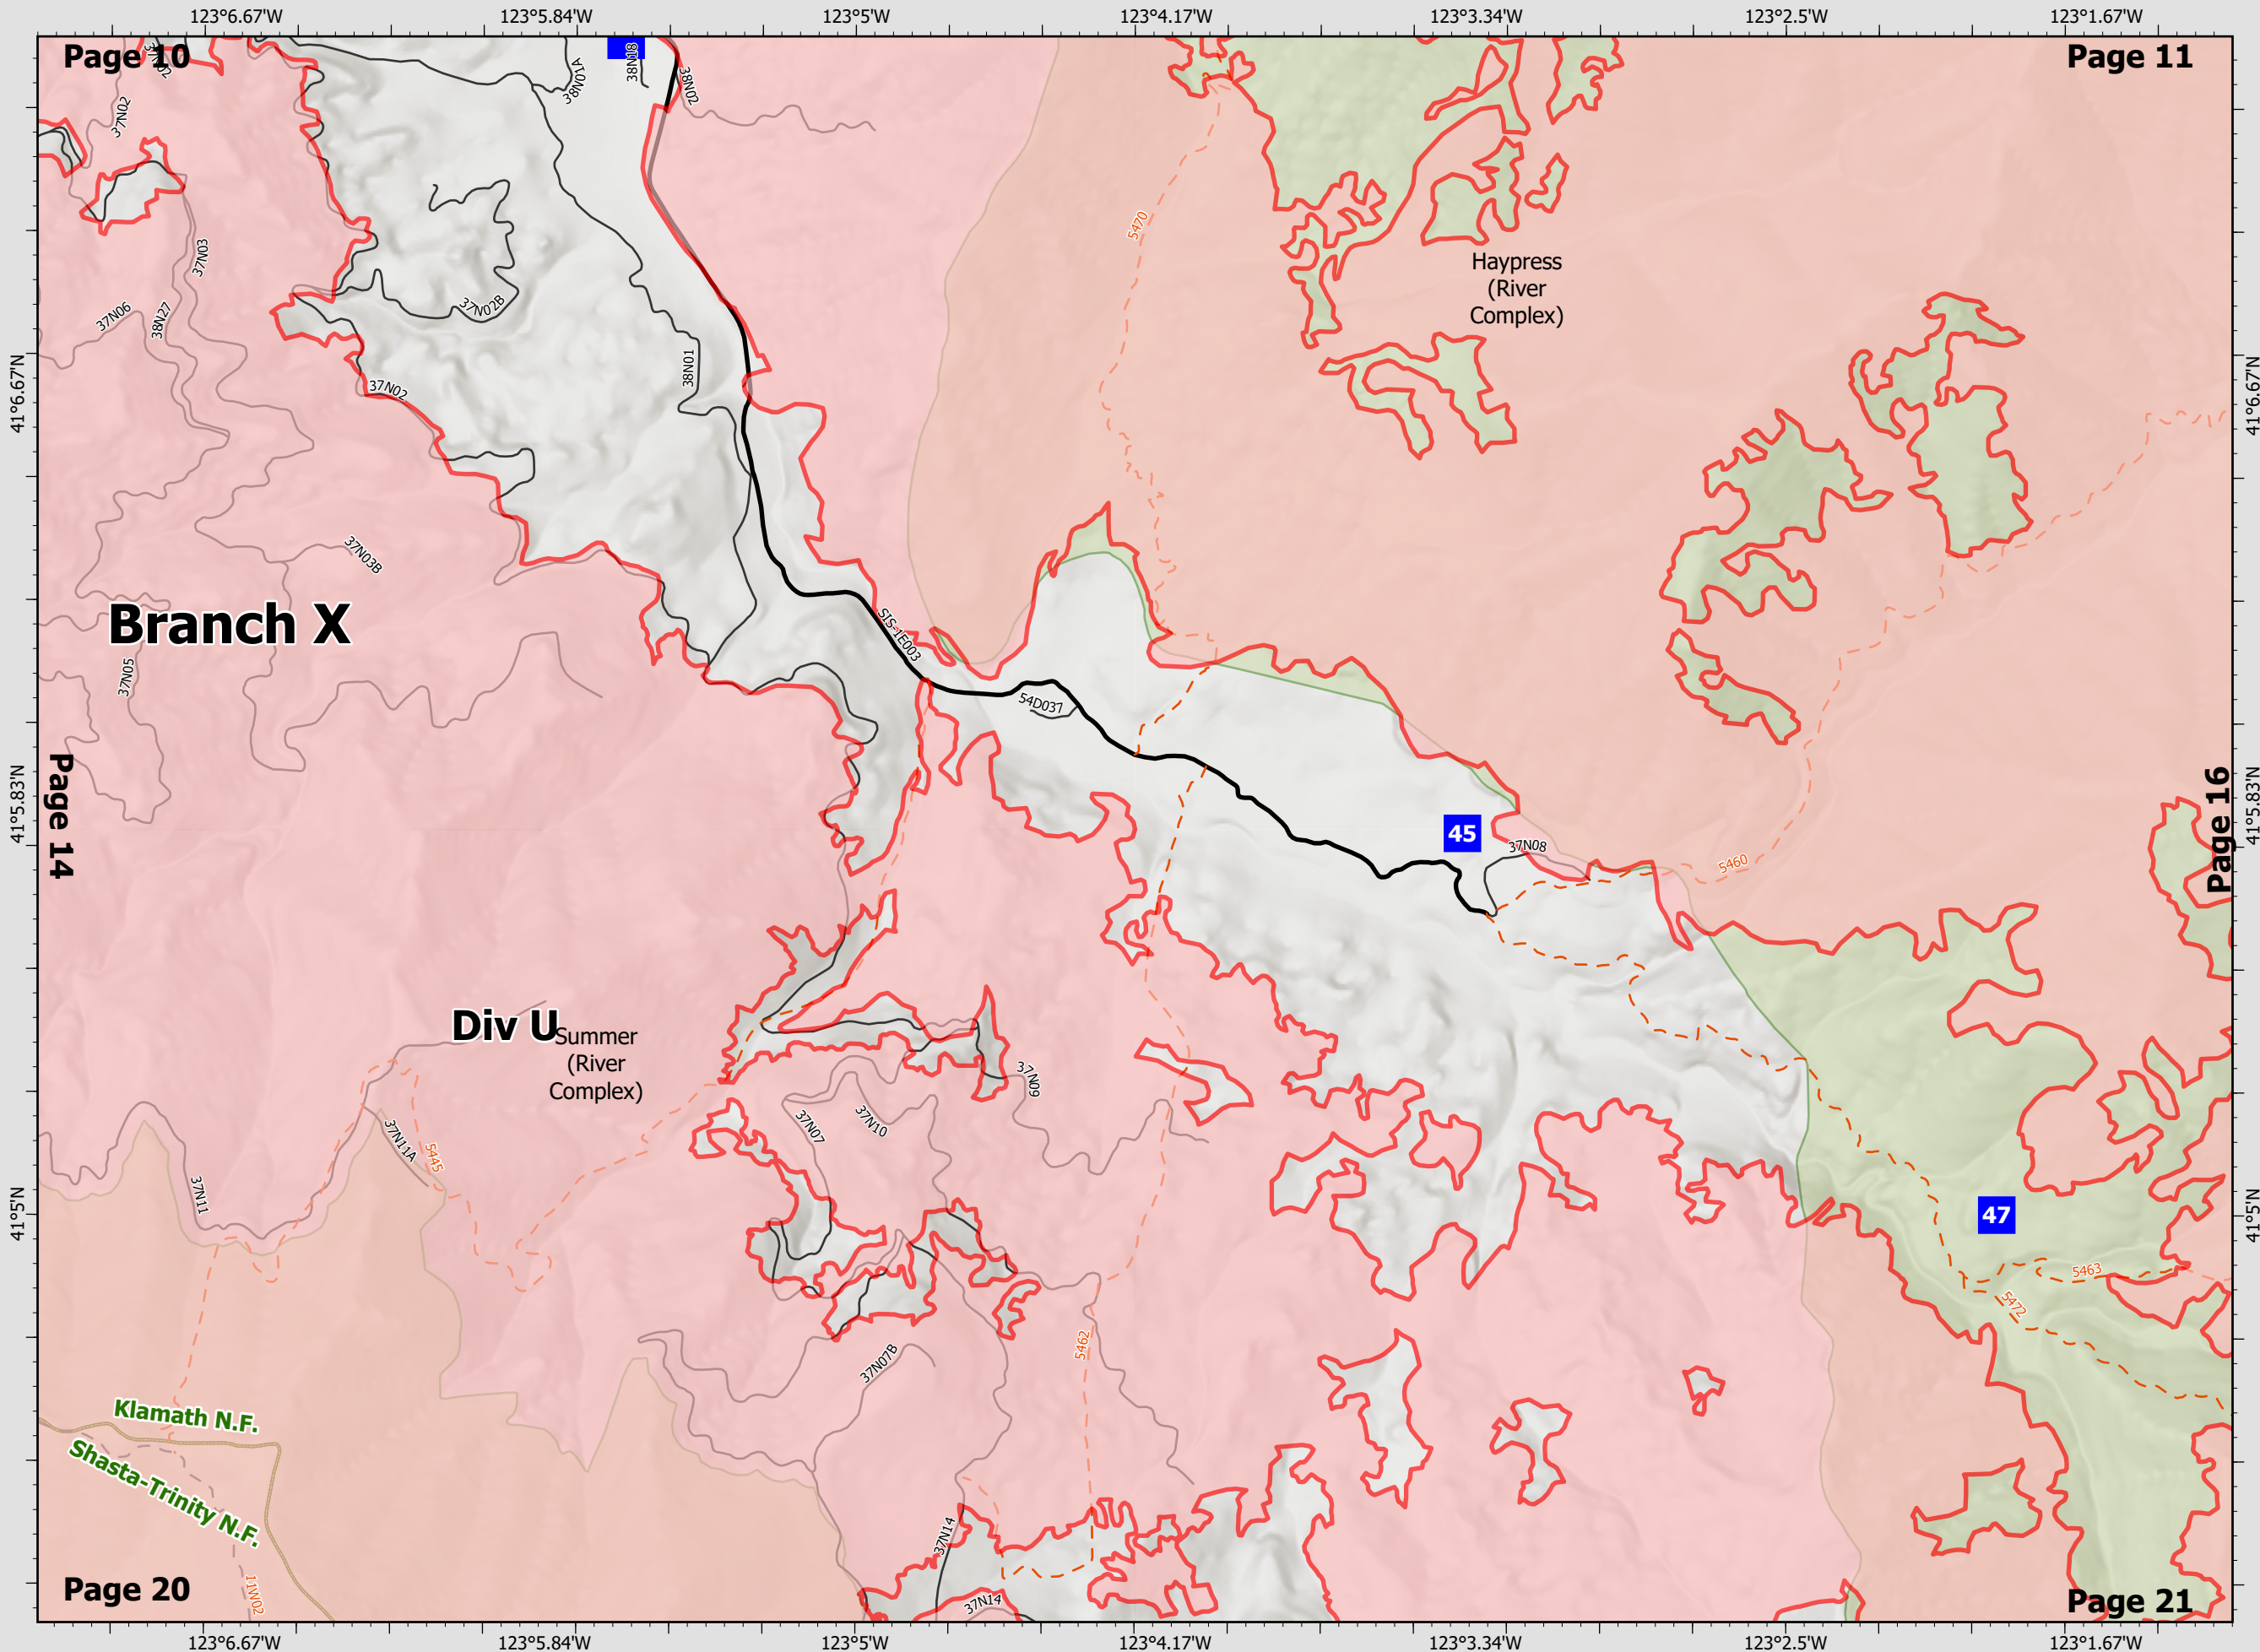 123°6.67'W
123°5.84'W
123°5'W
123°4.17'W
123°3.34'W
123°2.5'W
123°1.67'W
Page 10
Page 11
37N02
38N01A
38N18
38N02
37N02
5470
37N03
Haypress
(River
Complex)
37N06
38N27
37N02B
38N01
41°6.67'N
41°6.67'N
37N02
37N03B
Branch X
SIS-1E003
37N05
54D037
Page 14
41°5.83'N
Page 16
41°5.83'N
45
37N08
5460
Div U
Summer
(River
Complex)
37N09
37N07
37N10
37N11A
5445
37N11
41°5'N
41°5'N
47
5463
5472
5462
37N07B
Klamath N.F.
Shasta-Trinity N.F.
37N14
11W02
37N14
Page 20
Page 21
123°6.67'W
123°5.84'W
123°5'W
123°4.17'W
123°3.34'W
123°2.5'W
123°1.67'W